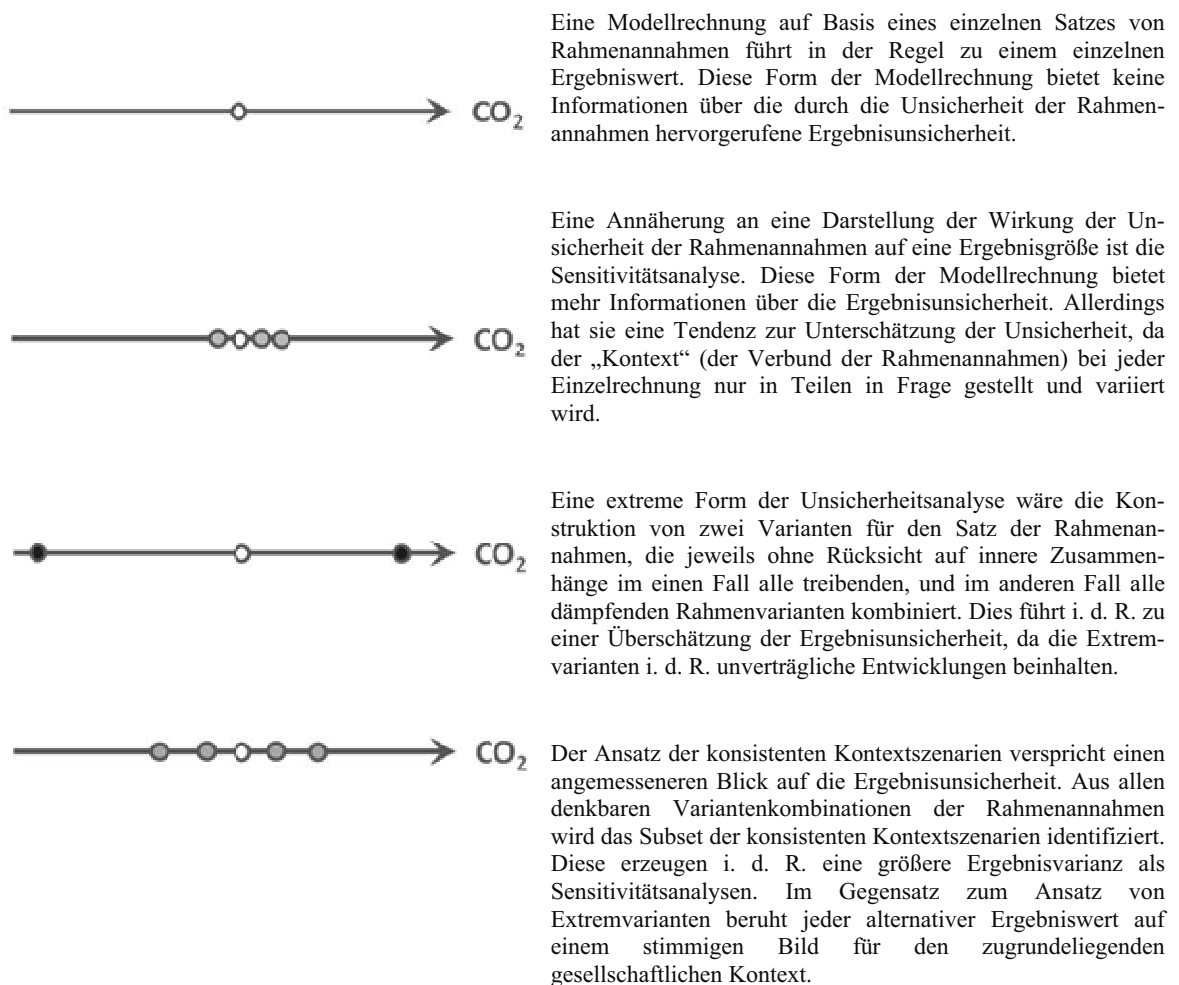 Eine Modellrechnung auf Basis eines einzelnen Satzes von
Rahmenannahmen führt in der Regel zu einem einzelnen
Ergebniswert. Diese Form der Modellrechnung bietet keine
Informationen über die durch die Unsicherheit der Rahmen-
annahmen hervorgerufene Ergebnisunsicherheit.
CO₂
Eine Annäherung an eine Darstellung der Wirkung der Un-
sicherheit der Rahmenannahmen auf eine Ergebnisgröße ist die
Sensitivitätsanalyse. Diese Form der Modellrechnung bietet
mehr Informationen über die Ergebnisunsicherheit. Allerdings
hat sie eine Tendenz zur Unterschätzung der Unsicherheit, da
der „Kontext“ (der Verbund der Rahmenannahmen) bei jeder
Einzelrechnung nur in Teilen in Frage gestellt und variiert
wird.
CO₂
Eine extreme Form der Unsicherheitsanalyse wäre die Kon-
struktion von zwei Varianten für den Satz der Rahmenan-
nahmen, die jeweils ohne Rücksicht auf innere Zusammen-
hänge im einen Fall alle treibenden, und im anderen Fall alle
dämpfenden Rahmenvarianten kombiniert. Dies führt i. d. R. zu
einer Überschätzung der Ergebnisunsicherheit, da die Extrem-
varianten i. d. R. unverträgliche Entwicklungen beinhalten.
CO₂
Der Ansatz der konsistenten Kontextszenarien verspricht einen
angemesseneren Blick auf die Ergebnisunsicherheit. Aus allen
denkbaren Variantenkombinationen der Rahmenannahmen
wird das Subset der konsistenten Kontextszenarien identifiziert.
Diese erzeugen i. d. R. eine größere Ergebnisvarianz als
Sensitivitätsanalysen. Im Gegensatz zum Ansatz von
Extremvarianten beruht jeder alternativer Ergebniswert auf
einem stimmigen Bild für den zugrundeliegenden
gesellschaftlichen Kontext.
CO₂